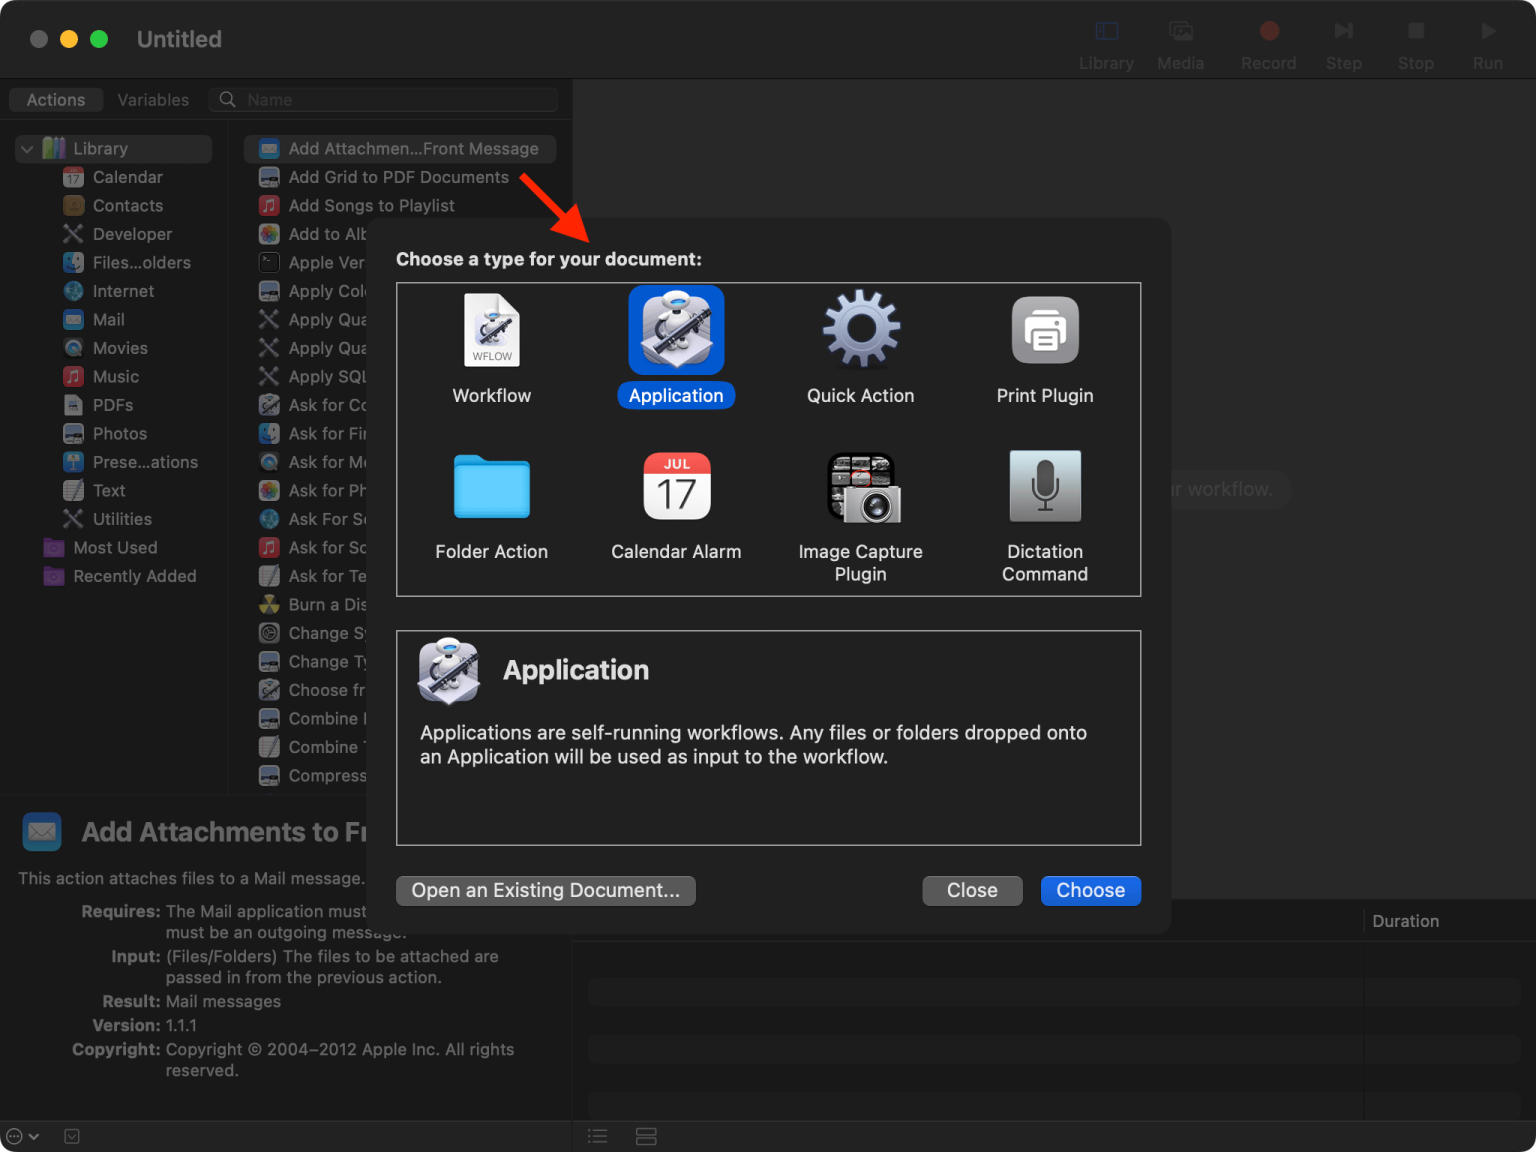 Untitled
Library
Media
Record
Step
Stop
Run
Actions
Variables
Name
Library
Calendar
Contacts
Developer
Files...olders
Internet
Mail
Movies
Music
PDFs
Photos
Prese...ations
Text
Utilities
Most Used
Recently Added
Add Attachmen...Front Message
Add Grid to PDF Documents
Add Songs to Playlist
Add to Alb
Apple Ver
Apply Colo
Apply Qua
Apply Qua
Apply SQL
Ask for Co
Ask for Fin
Ask for Mo
Ask for Ph
Ask For Se
Ask for So
Ask for Te
Burn a Dis
Change Sy
Change Ty
Choose fr
Combine
Combine
Compress
Choose a type for your document:
WFLOW
Workflow
Application
Quick Action
Print Plugin
Folder Action
JUL
17
Calendar Alarm
Image Capture
Plugin
Dictation
Command
r workflow.
Application
Applications are self-running workflows. Any files or folders dropped onto
an Application will be used as input to the workflow.
Open an Existing Document...
Close
Choose
Add Attachments to Fr
This action attaches files to a Mail message.
Requires: The Mail application must
must be an outgoing message.
Input: (Files/Folders) The files to be attached are
passed in from the previous action.
Result: Mail messages
Version: 1.1.1
Copyright: Copyright © 2004–2012 Apple Inc. All rights
reserved.
Duration